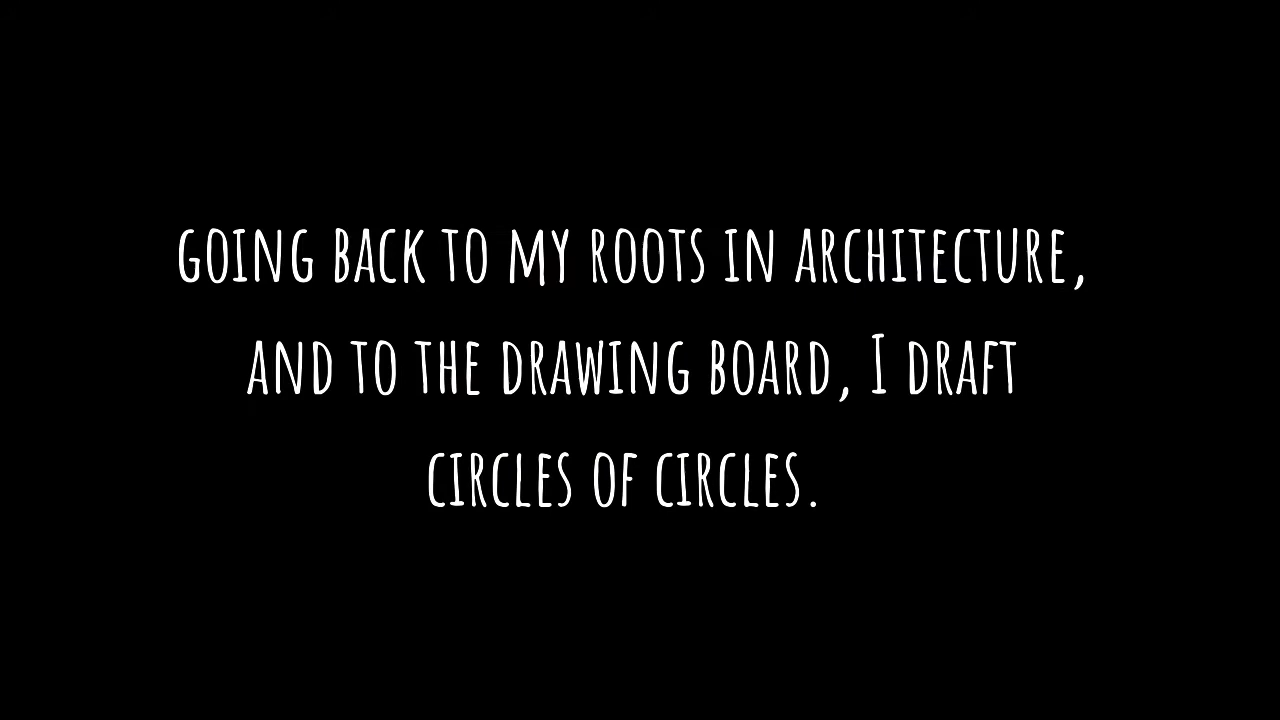 going back to my roots in architecture,
and to the drawing board, I draft
circles of circles.